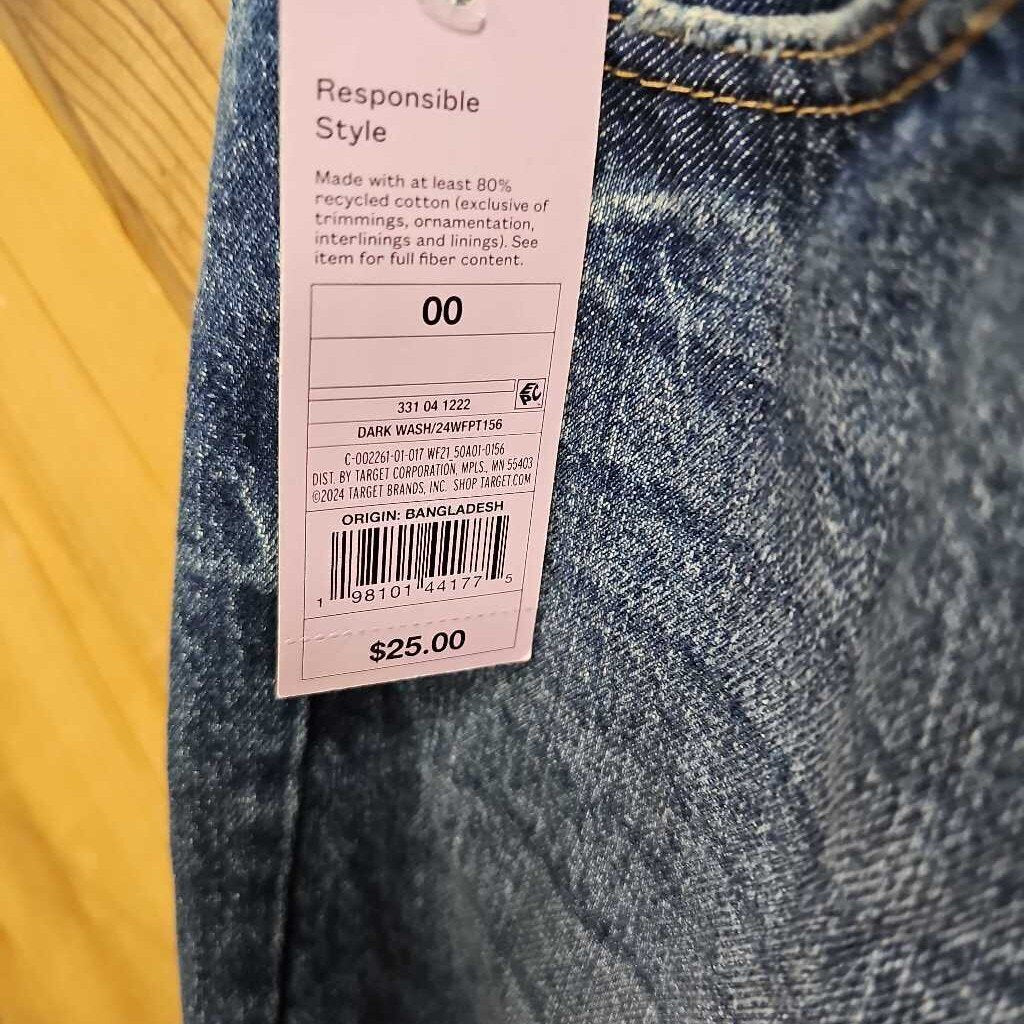 Responsible
Style
Made with at least 80%
recycled cotton (exclusive of
trimmings, ornamentation,
interlinings and linings). See
item for full fiber content.
00
331 04 1222
DARK WASH/24WFPT156
C-002261-01-017 WF21 50A01-0156
DIST. BY TARGET CORPORATION, MPLS., MN 55403
©2024 TARGET BRANDS, INC. SHOP TARGET.COM
ORIGIN: BANGLADESH
1 98101 44177 5
$25.00